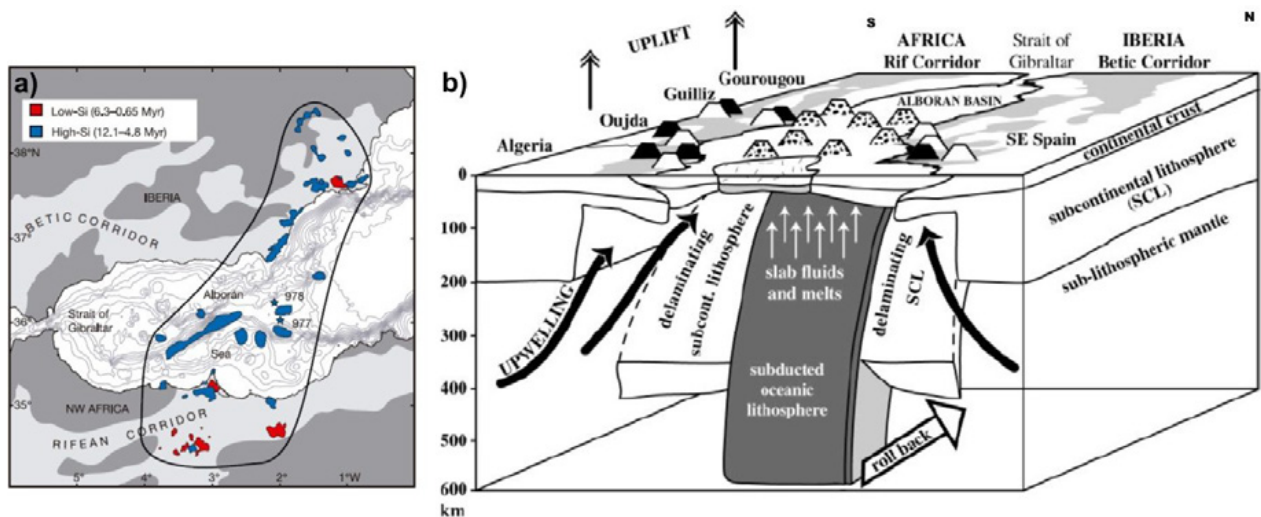 a)
Low-Si (6.3–0.65 Myr)
High-Si (12.1–4.8 Myr)
38°N
IBERIA
BETIC CORRIDOR
37°
Alborán
978
36°
Strait of
Gibraltar
977
Sea
35°
NW AFRICA
RIFEAN CORRIDOR
5°
4°
3°
2°
1°W
b)
S
N
UPLIFT
AFRICA
Rif Corridor
Strait of
Gibraltar
IBERIA
Betic Corridor
Gourougou
Guilliz
Oujda
Algeria
ALBORAN BASIN
SE Spain
continental crust
subcontinental lithosphere
(SCL)
sub-lithospheric mantle
0
100
200
300
400
500
600
km
UPWELLING
delaminating
subcont. lithosphere
slab fluids
and melts
delaminating
SCL
subducted
oceanic
lithosphere
roll back